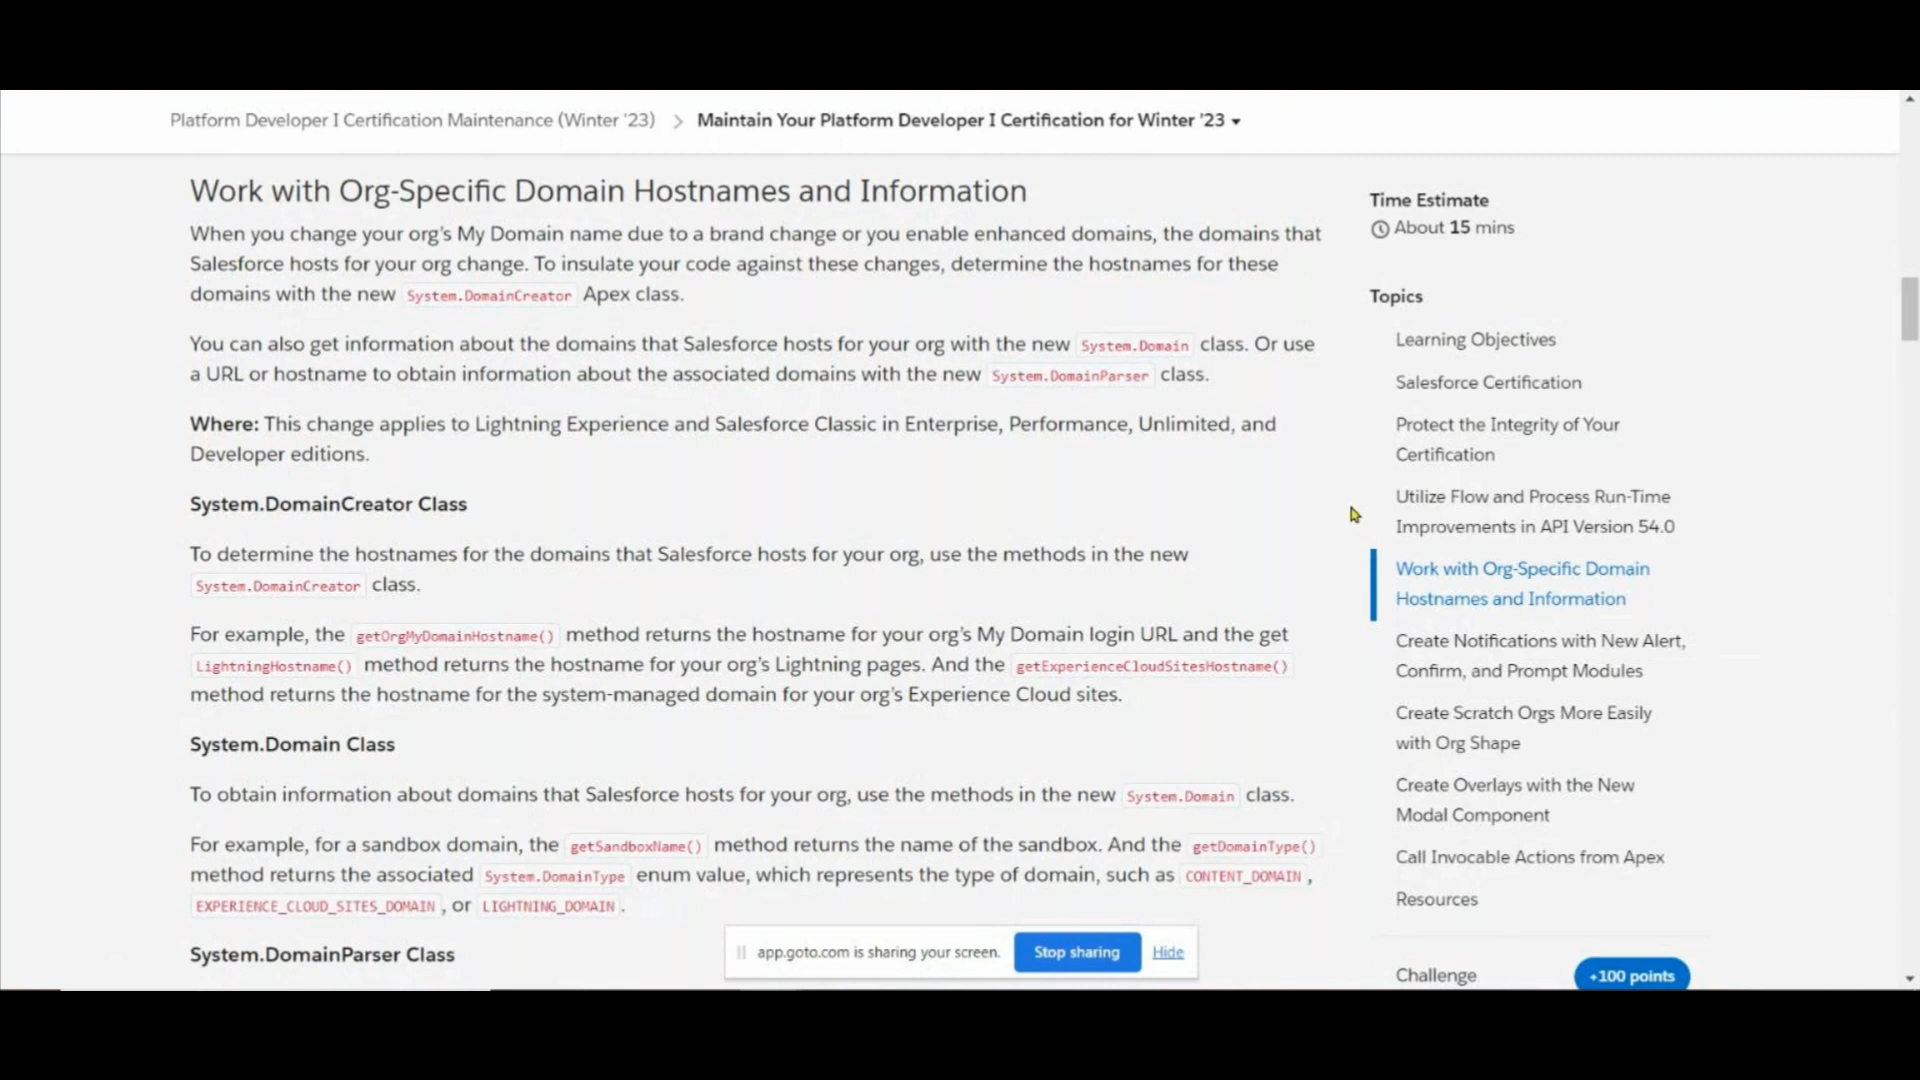 Platform Developer I Certification Maintenance (Winter '23) > Maintain Your Platform Developer I Certification for Winter '23
Work with Org-Specific Domain Hostnames and Information
When you change your org's My Domain name due to a brand change or you enable enhanced domains, the domains that
Salesforce hosts for your org change. To insulate your code against these changes, determine the hostnames for these
domains with the new System.DomainCreator Apex class.
You can also get information about the domains that Salesforce hosts for your org with the new System.Domain class. Or use
a URL or hostname to obtain information about the associated domains with the new System.DomainParser class.
Where: This change applies to Lightning Experience and Salesforce Classic in Enterprise, Performance, Unlimited, and
Developer editions.
System.DomainCreator Class
To determine the hostnames for the domains that Salesforce hosts for your org, use the methods in the new
System.DomainCreator class.
For example, the getOrgMyDomainHostname() method returns the hostname for your org's My Domain login URL and the get
LightningHostname() method returns the hostname for your org's Lightning pages. And the getExperienceCloudSitesHostname()
method returns the hostname for the system-managed domain for your org's Experience Cloud sites.
System.Domain Class
To obtain information about domains that Salesforce hosts for your org, use the methods in the new System.Domain class.
For example, for a sandbox domain, the getSandboxName() method returns the name of the sandbox. And the getDomainType()
method returns the associated System.DomainType enum value, which represents the type of domain, such as CONTENT_DOMAIN,
EXPERIENCE_CLOUD_SITES_DOMAIN, or LIGHTNING_DOMAIN.
System.DomainParser Class
app.goto.com is sharing your screen. Stop sharing Hide
Time Estimate
About 15 mins
Topics
Learning Objectives
Salesforce Certification
Protect the Integrity of Your
Certification
Utilize Flow and Process Run-Time
Improvements in API Version 54.0
Work with Org-Specific Domain
Hostnames and Information
Create Notifications with New Alert,
Confirm, and Prompt Modules
Create Scratch Orgs More Easily
with Org Shape
Create Overlays with the New
Modal Component
Call Invocable Actions from Apex
Resources
Challenge +100 points